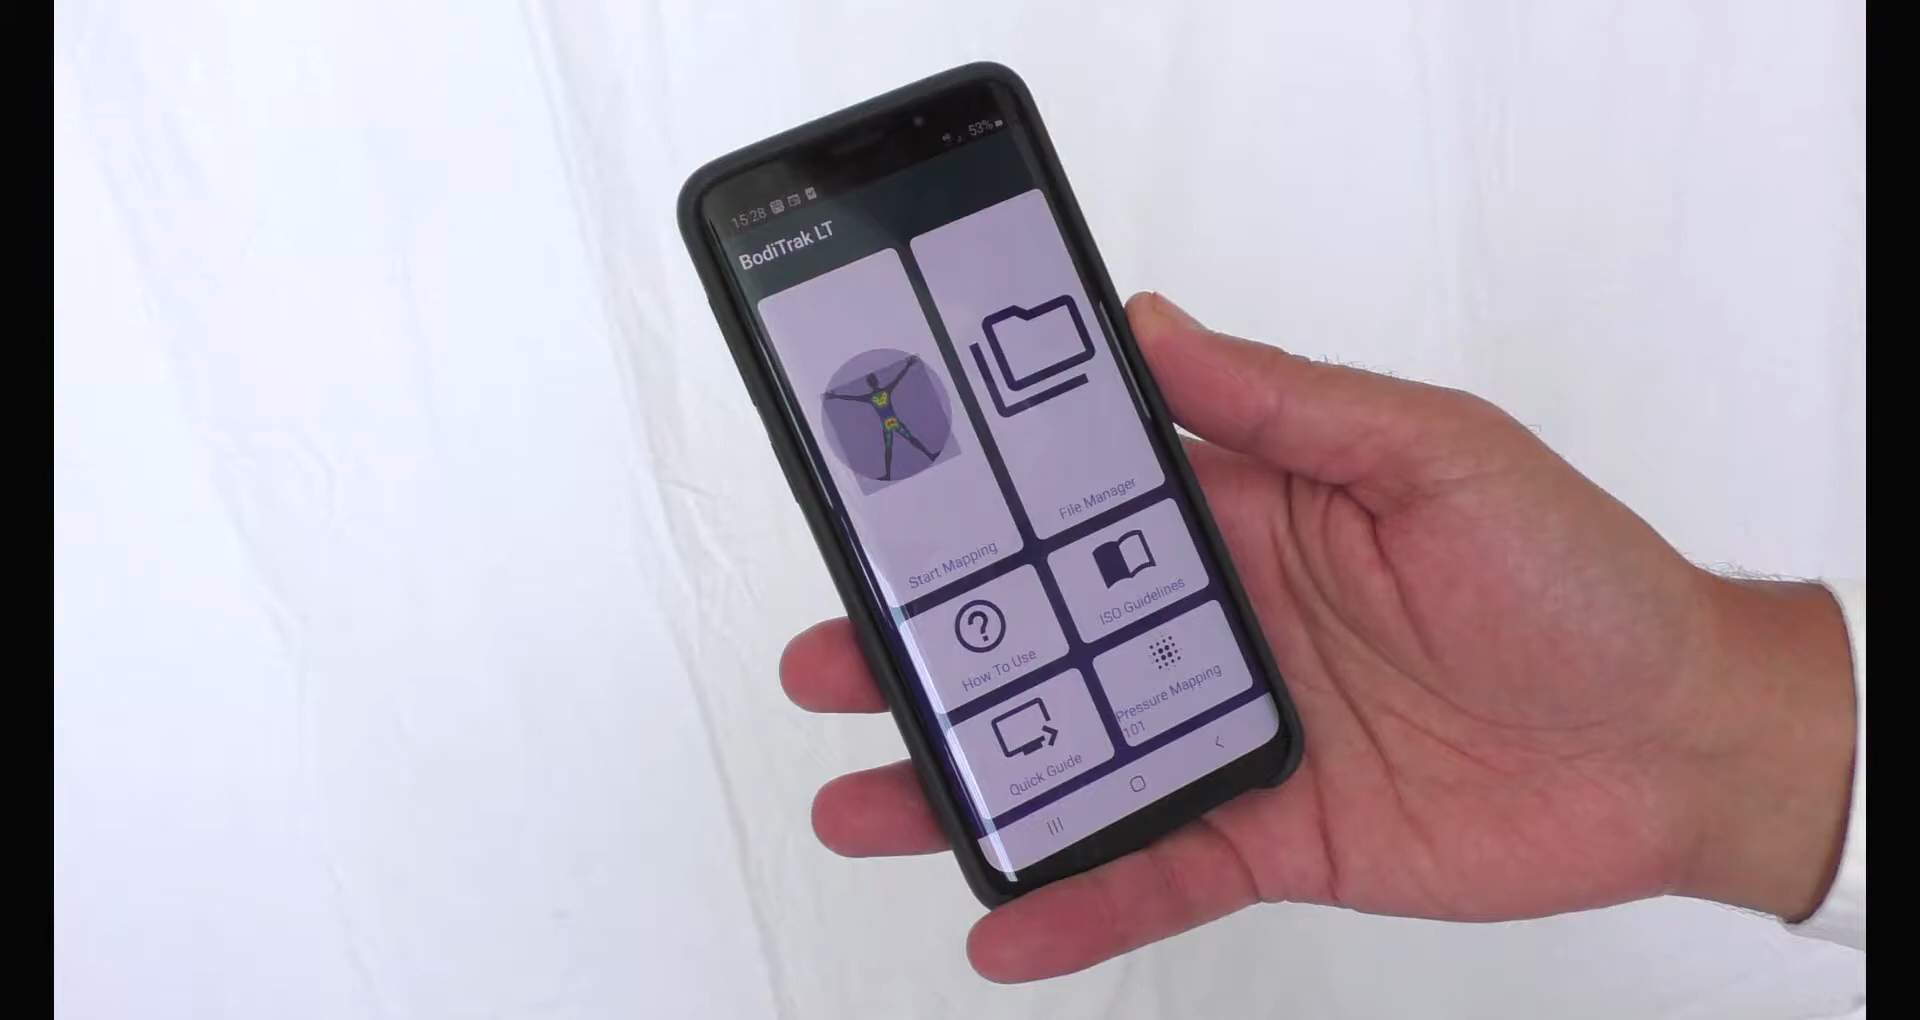 15:28
53%
BodiTrak LT
Start Mapping
File Manager
How To Use
ISO Guidelines
Quick Guide
Pressure Mapping
101